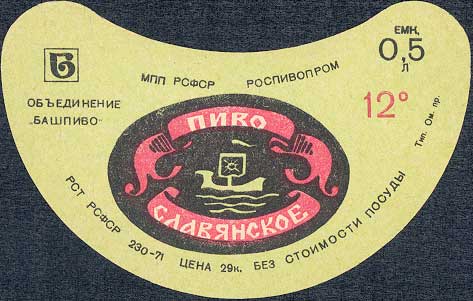 Б
ОБЪЕДИНЕНИЕ
„БАШПИВО“
МПП РСФСР РОСПИВОПРОМ
ЕМК.
0,5
л
12°
Тип. Ом. пр.
ПИВО
СЛАВЯНСКОЕ
РСТ РСФСР 230-71 ЦЕНА 29к. БЕЗ СТОИМОСТИ ПОСУДЫ